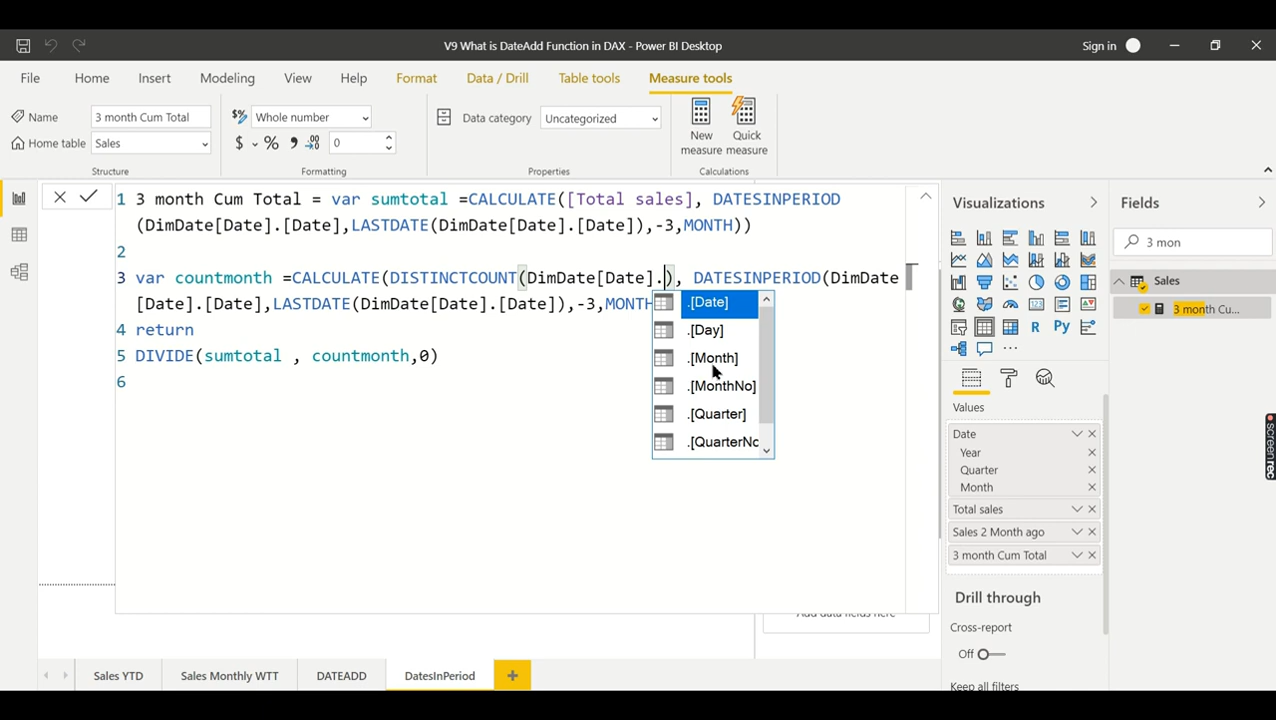 V9 What is DateAdd Function in DAX - Power BI Desktop
Sign in
File Home Insert Modeling View Help Format Data / Drill Table tools Measure tools
Name 3 month Cum Total
Home table Sales
Structure
Whole number
$ % 0
Formatting
Data category Uncategorized
Properties
New measure
Quick measure
Calculations
1 3 month Cum Total = var sumtotal =CALCULATE([Total sales], DATESINPERIOD
(DimDate[Date].[Date],LASTDATE(DimDate[Date].[Date]),-3,MONTH))
2
3 var countmonth =CALCULATE(DISTINCTCOUNT(DimDate[Date].), DATESINPERIOD(DimDate
[Date].[Date],LASTDATE(DimDate[Date].[Date]),-3,MONTH
4 return
5 DIVIDE(sumtotal , countmonth,0)
6
.[Date]
.[Day]
.[Month]
.[MonthNo]
.[Quarter]
.[QuarterNo
Visualizations
R Py
Values
Date
Year
Quarter
Month
Total sales
Sales 2 Month ago
3 month Cum Total
Drill through
Cross-report
Off
Keep all filters
Fields
3 mon
Sales
3 month Cu...
Add data fields here
screenrec
Sales YTD Sales Monthly WTT DATEADD DatesInPeriod